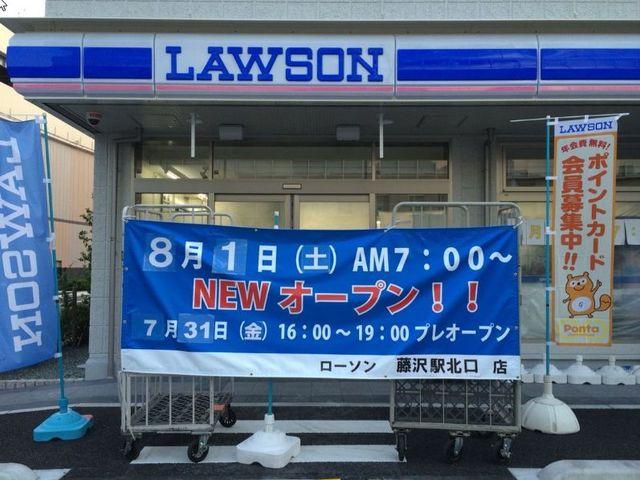 LAWSON
8月1日(土)AM7:00~
NEWオープン!!
7月31日(金)16:00~19:00プレオープン
ローソン 藤沢駅北口 店
LAWSON
LAWSON
年会費無料!
ポイントカード
会員募集中!!
Ponta